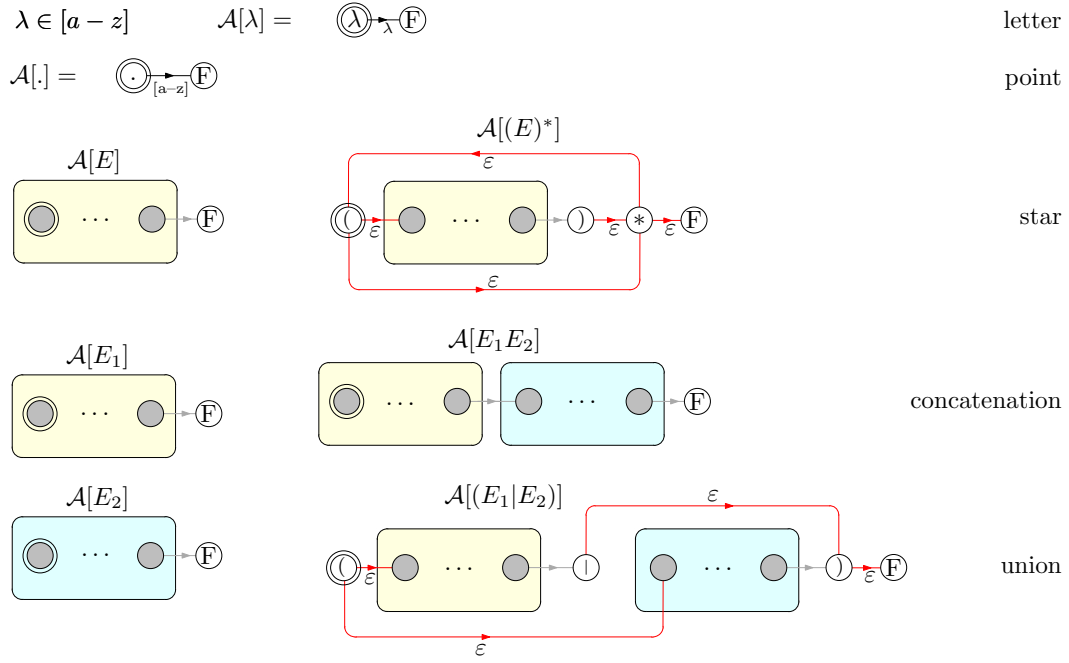 λ ∈ [a − z] 𝒜[λ] = λ λ F letter
𝒜[.] = . [a−z] F point
𝒜[(E)*]
ε
𝒜[E]
··· F ( ε ··· ) ε * ε F star
ε
𝒜[E₁] 𝒜[E₁E₂]
··· F ··· ··· F concatenation
𝒜[E₂] 𝒜[(E₁|E₂)] ε
··· F ( ε ··· | ··· ) ε F union
ε